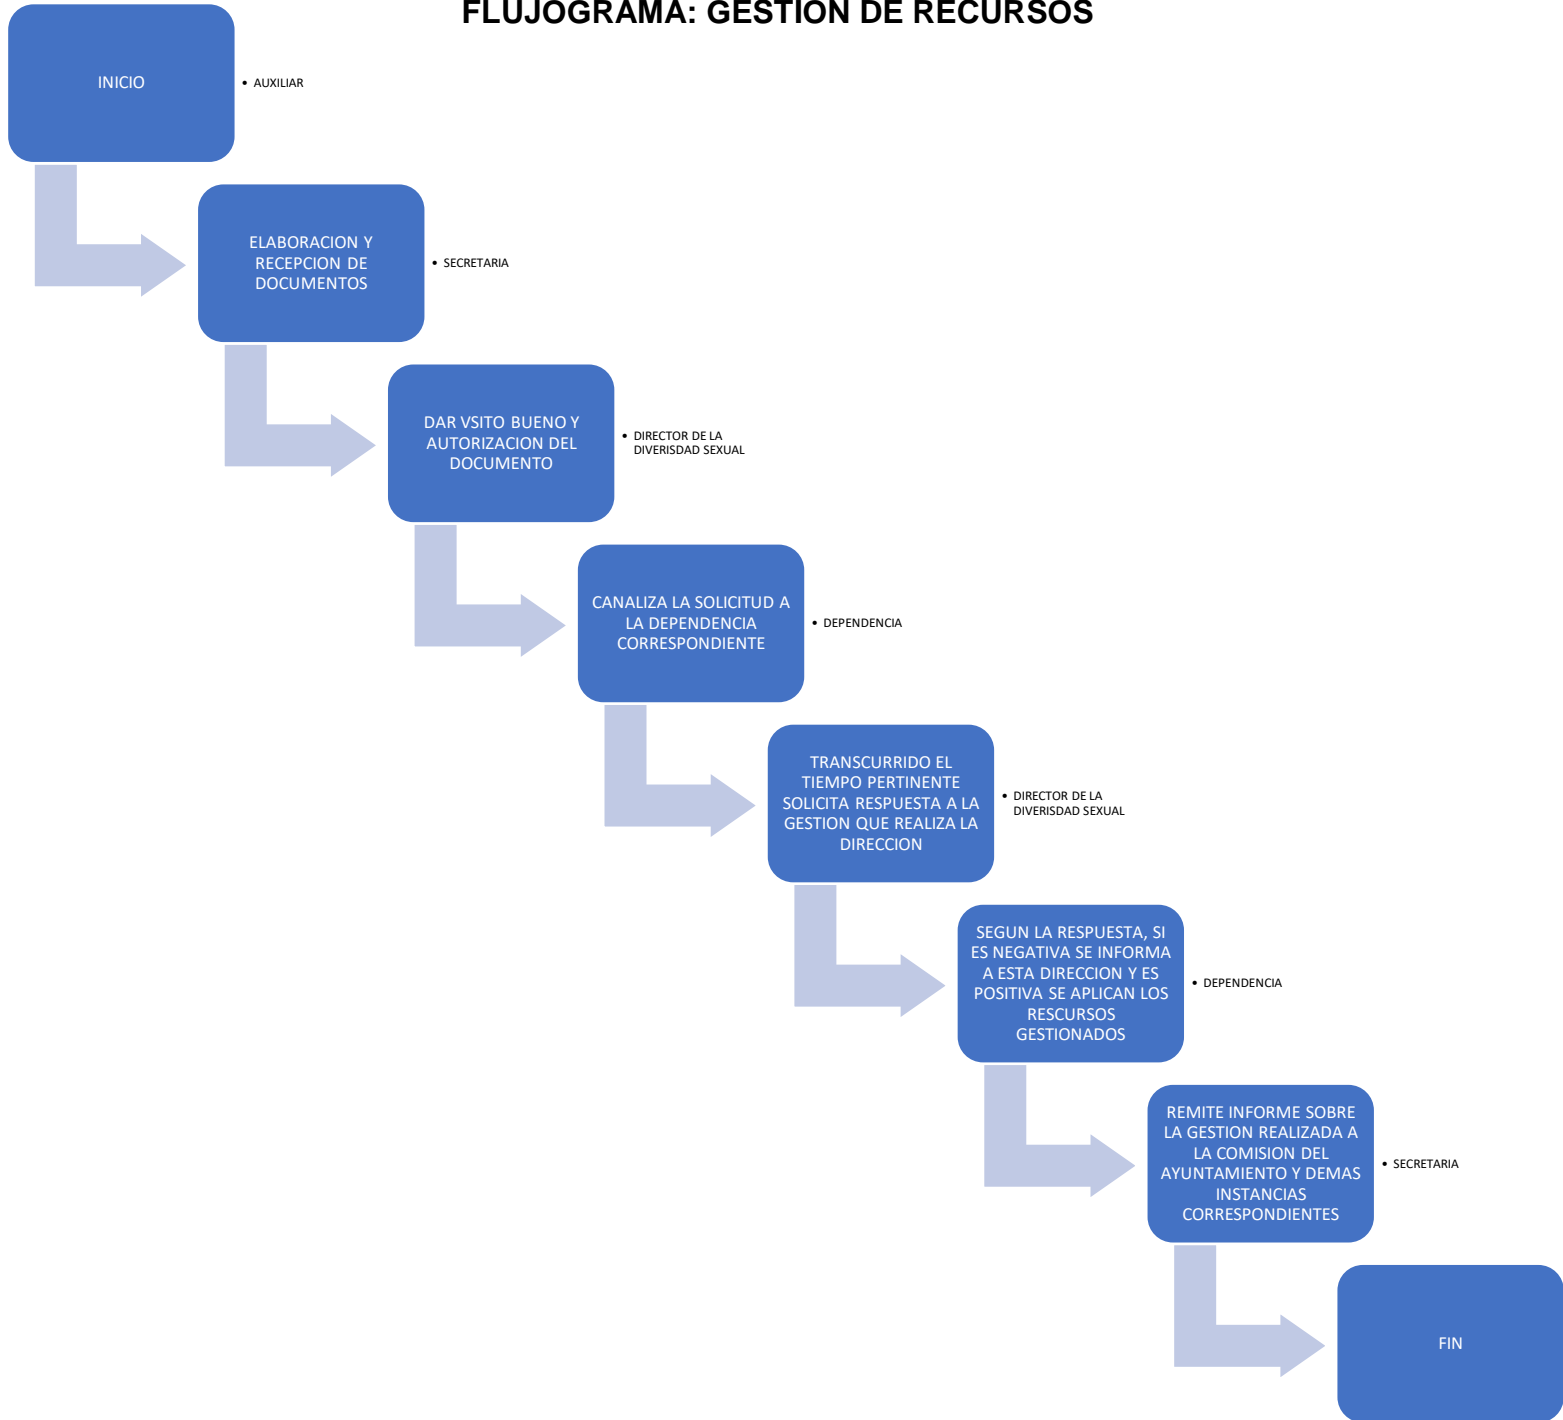 FLUJOGRAMA: GESTION DE RECURSOS
INICIO
• AUXILIAR
ELABORACION Y
RECEPCION DE
DOCUMENTOS
• SECRETARIA
DAR VSITO BUENO Y
AUTORIZACION DEL
DOCUMENTO
• DIRECTOR DE LA
DIVERISDAD SEXUAL
CANALIZA LA SOLICITUD A
LA DEPENDENCIA
CORRESPONDIENTE
• DEPENDENCIA
TRANSCURRIDO EL
TIEMPO PERTINENTE
SOLICITA RESPUESTA A LA
GESTION QUE REALIZA LA
DIRECCION
• DIRECTOR DE LA
DIVERISDAD SEXUAL
SEGUN LA RESPUESTA, SI
ES NEGATIVA SE INFORMA
A ESTA DIRECCION Y ES
POSITIVA SE APLICAN LOS
RESCURSOS
GESTIONADOS
• DEPENDENCIA
REMITE INFORME SOBRE
LA GESTION REALIZADA A
LA COMISION DEL
AYUNTAMIENTO Y DEMAS
INSTANCIAS
CORRESPONDIENTES
• SECRETARIA
FIN